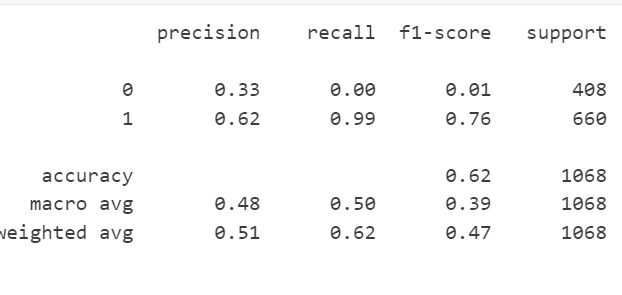 precision recall f1-score support
0 0.33 0.00 0.01 408
1 0.62 0.99 0.76 660
accuracy 0.62 1068
macro avg 0.48 0.50 0.39 1068
weighted avg 0.51 0.62 0.47 1068